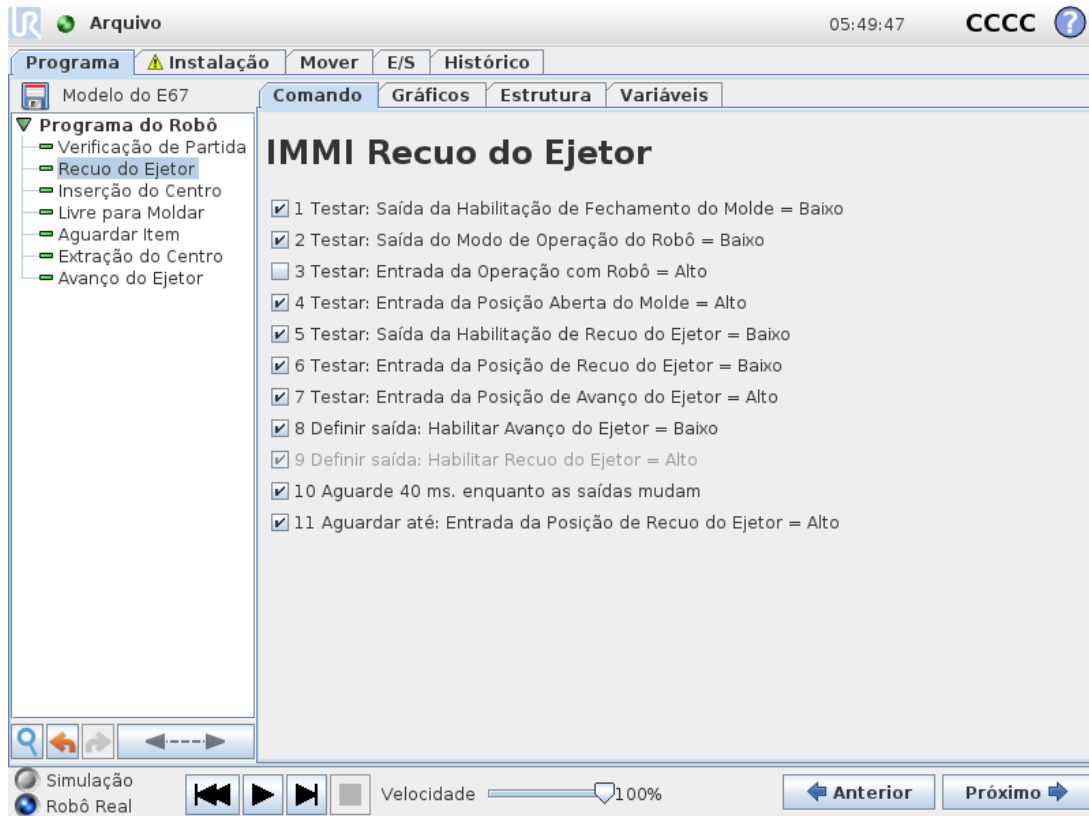 UR Arquivo 05:49:47 CCCC ?
Programa Instalação Mover E/S Histórico
Modelo do E67
Comando Gráficos Estrutura Variáveis
Programa do Robô
Verificação de Partida
Recuo do Ejetor
Inserção do Centro
Livre para Moldar
Aguardar Item
Extração do Centro
Avanço do Ejetor
IMMI Recuo do Ejetor
1 Testar: Saída da Habilitação de Fechamento do Molde = Baixo
2 Testar: Saída do Modo de Operação do Robô = Baixo
3 Testar: Entrada da Operação com Robô = Alto
4 Testar: Entrada da Posição Aberta do Molde = Alto
5 Testar: Saída da Habilitação de Recuo do Ejetor = Baixo
6 Testar: Entrada da Posição de Recuo do Ejetor = Baixo
7 Testar: Entrada da Posição de Avanço do Ejetor = Alto
8 Definir saída: Habilitar Avanço do Ejetor = Baixo
9 Definir saída: Habilitar Recuo do Ejetor = Alto
10 Aguarde 40 ms. enquanto as saídas mudam
11 Aguardar até: Entrada da Posição de Recuo do Ejetor = Alto
Simulação
Robô Real
Velocidade 100%
Anterior Próximo